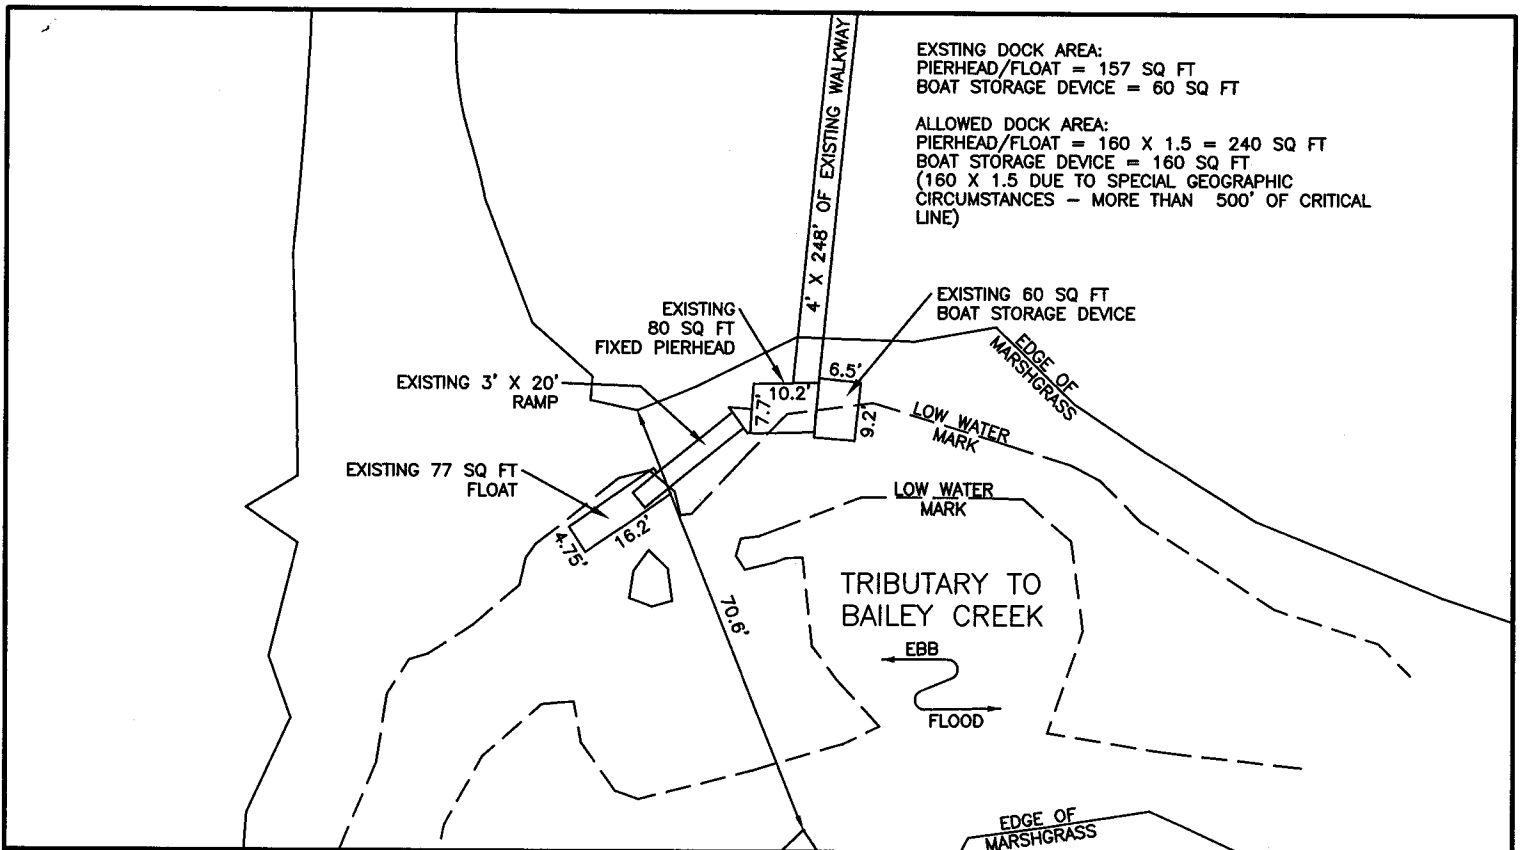 EXSTING DOCK AREA:
PIERHEAD/FLOAT = 157 SQ FT
BOAT STORAGE DEVICE = 60 SQ FT
ALLOWED DOCK AREA:
PIERHEAD/FLOAT = 160 X 1.5 = 240 SQ FT
BOAT STORAGE DEVICE = 160 SQ FT
(160 X 1.5 DUE TO SPECIAL GEOGRAPHIC
CIRCUMSTANCES – MORE THAN 500' OF CRITICAL
LINE)
4' X 248' OF EXISTING WALKWAY
EXISTING
80 SQ FT
FIXED PIERHEAD
EXISTING 60 SQ FT
BOAT STORAGE DEVICE
EDGE OF
MARSHGRASS
EXISTING 3' X 20'
RAMP
6.5'
10.2'
7.7'
9.2'
LOW WATER
MARK
EXISTING 77 SQ FT
FLOAT
16.2'
4.75'
LOW WATER
MARK
70.6'
TRIBUTARY TO
BAILEY CREEK
EBB
FLOOD
EDGE OF
MARSHGRASS